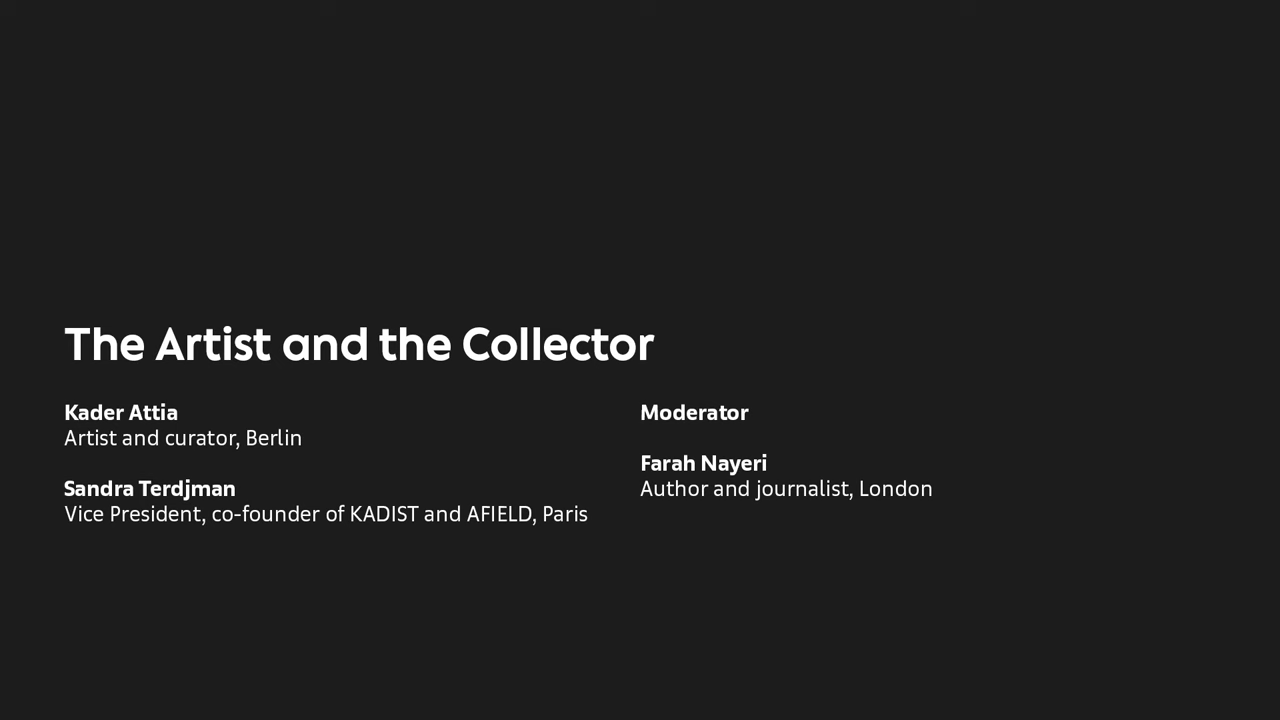 The Artist and the Collector
Kader Attia
Artist and curator, Berlin
Sandra Terdjman
Vice President, co-founder of KADIST and AFIELD, Paris
Moderator
Farah Nayeri
Author and journalist, London